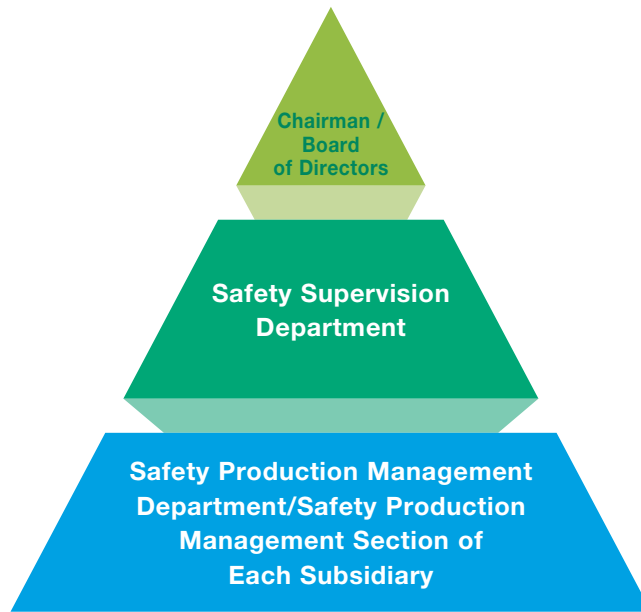 Chairman /
Board
of Directors
Safety Supervision
Department
Safety Production Management
Department/Safety Production
Management Section of
Each Subsidiary